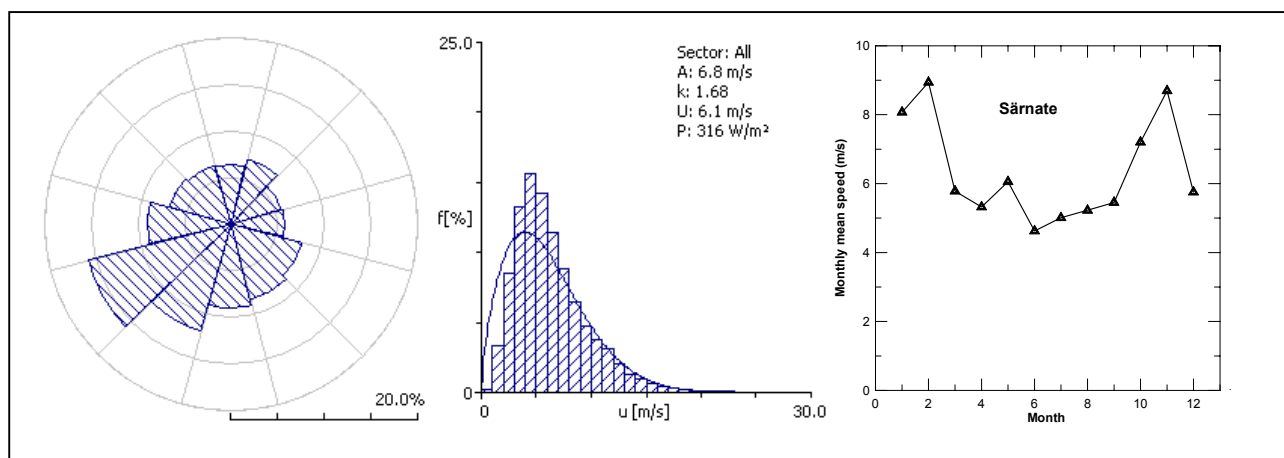 20.0%
25.0
f[%]
0
0
u [m/s]
30.0
Sector: All
A: 6.8 m/s
k: 1.68
U: 6.1 m/s
P: 316 W/m²
Särnate
Monthly mean speed (m/s)
10
8
6
4
2
0
0
2
4
6
8
10
12
Month